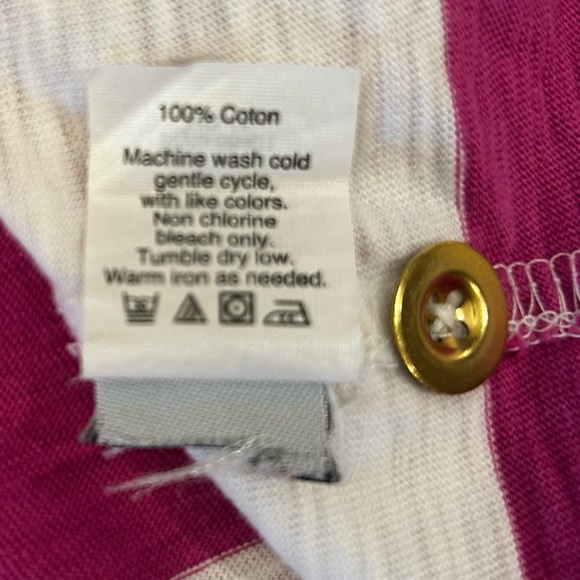 100% Coton
Machine wash cold
gentle cycle,
with like colors.
Non chlorine
bleach only.
Tumble dry low.
Warm iron as needed.